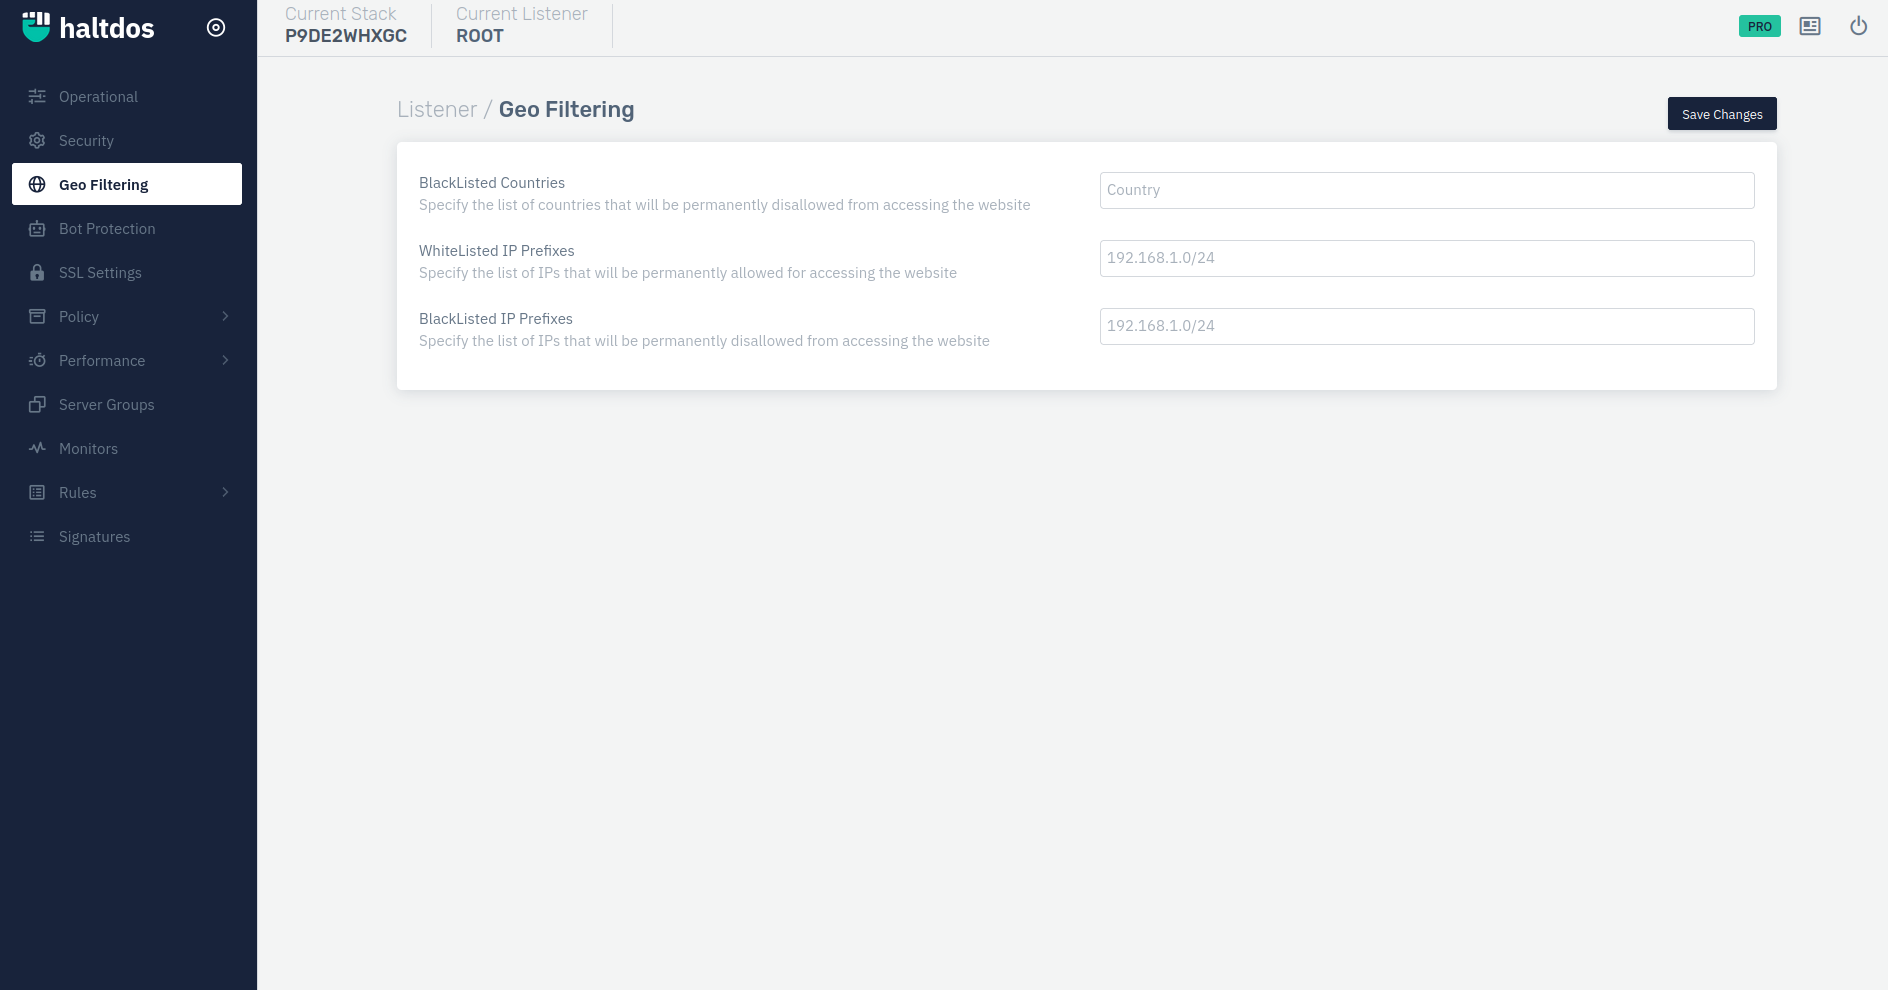 haltdos
Current Stack
P9DE2WHXGC
Current Listener
ROOT
PRO
Operational
Security
Geo Filtering
Bot Protection
SSL Settings
Policy
Performance
Server Groups
Monitors
Rules
Signatures
Listener / Geo Filtering
Save Changes
BlackListed Countries
Specify the list of countries that will be permanently disallowed from accessing the website
Country
WhiteListed IP Prefixes
Specify the list of IPs that will be permanently allowed for accessing the website
192.168.1.0/24
BlackListed IP Prefixes
Specify the list of IPs that will be permanently disallowed from accessing the website
192.168.1.0/24